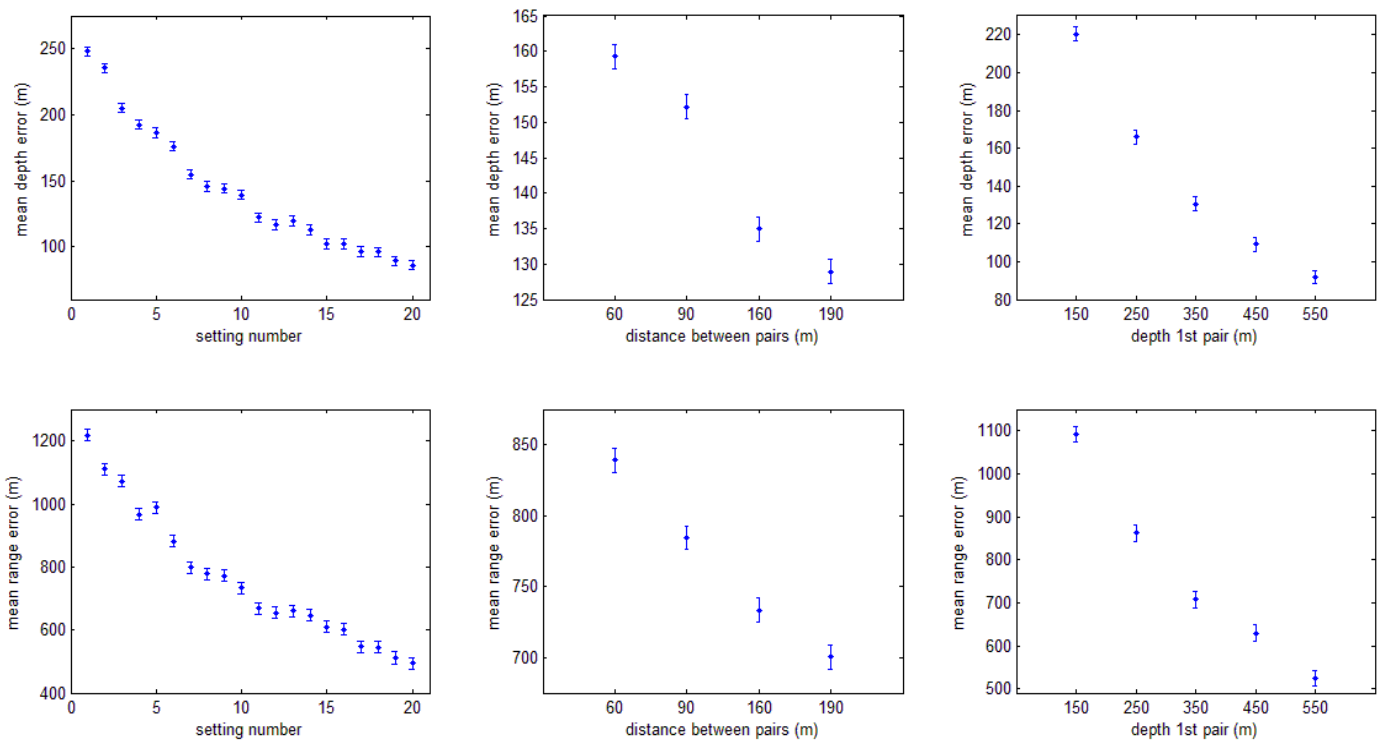 250
200
150
100
mean depth error (m)
0 5 10 15 20
setting number
165
160
155
150
145
140
135
130
125
mean depth error (m)
60 90 160 190
distance between pairs (m)
220
200
180
160
140
120
100
80
mean depth error (m)
150 250 350 450 550
depth 1st pair (m)
1200
1000
800
600
400
mean range error (m)
0 5 10 15 20
setting number
850
800
750
700
mean range error (m)
60 90 160 190
distance between pairs (m)
1100
1000
900
800
700
600
500
mean range error (m)
150 250 350 450 550
depth 1st pair (m)